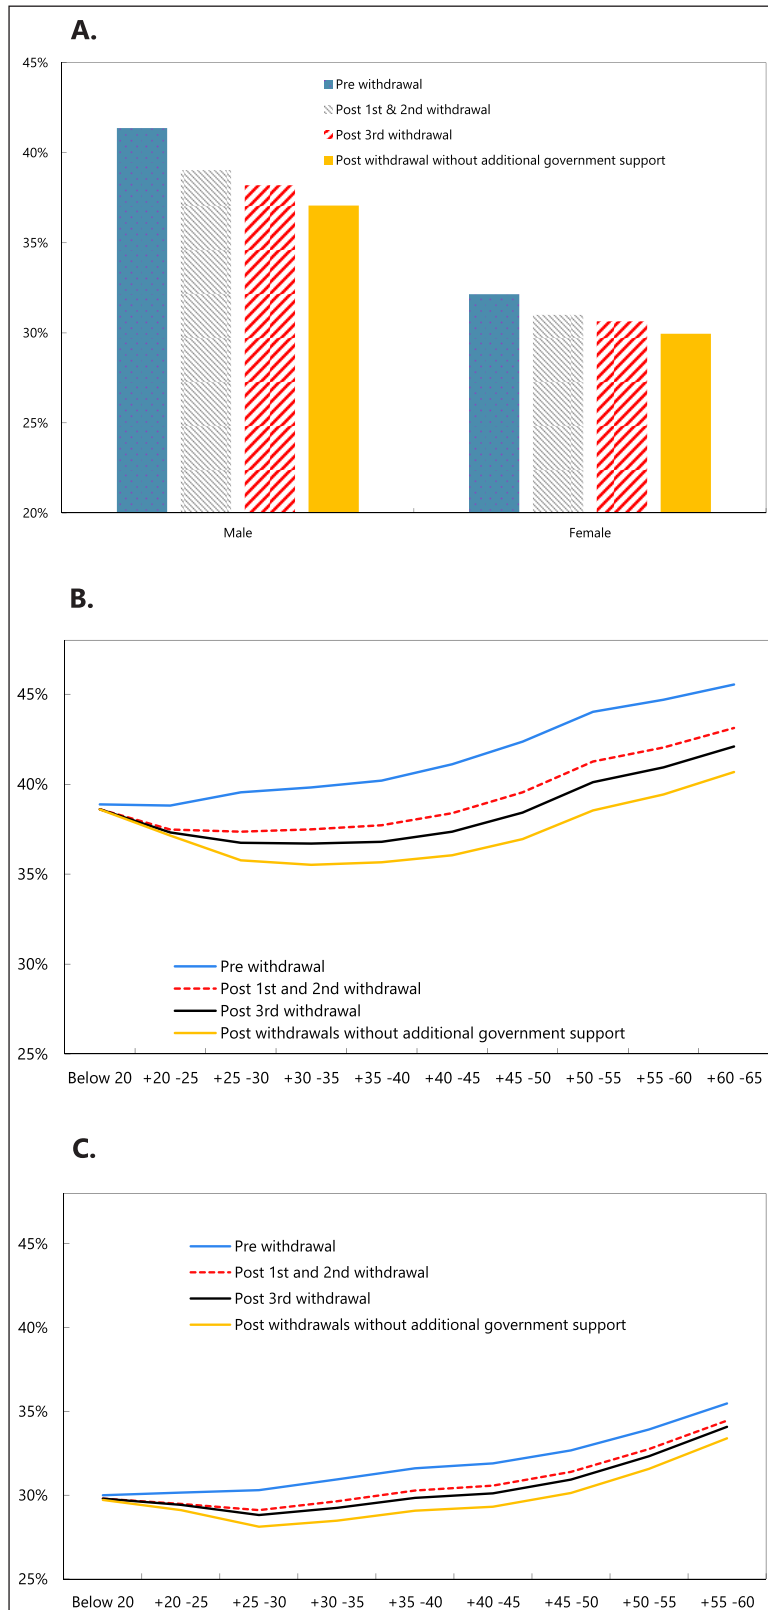 A.
45%
40%
35%
30%
25%
20%
Pre withdrawal
Post 1st & 2nd withdrawal
Post 3rd withdrawal
Post withdrawal without additional government support
Male Female
B.
45%
40%
35%
30%
25%
Pre withdrawal
Post 1st and 2nd withdrawal
Post 3rd withdrawal
Post withdrawals without additional government support
Below 20 +20 -25 +25 -30 +30 -35 +35 -40 +40 -45 +45 -50 +50 -55 +55 -60 +60 -65
C.
45%
40%
35%
30%
25%
Pre withdrawal
Post 1st and 2nd withdrawal
Post 3rd withdrawal
Post withdrawals without additional government support
Below 20 +20 -25 +25 -30 +30 -35 +35 -40 +40 -45 +45 -50 +50 -55 +55 -60